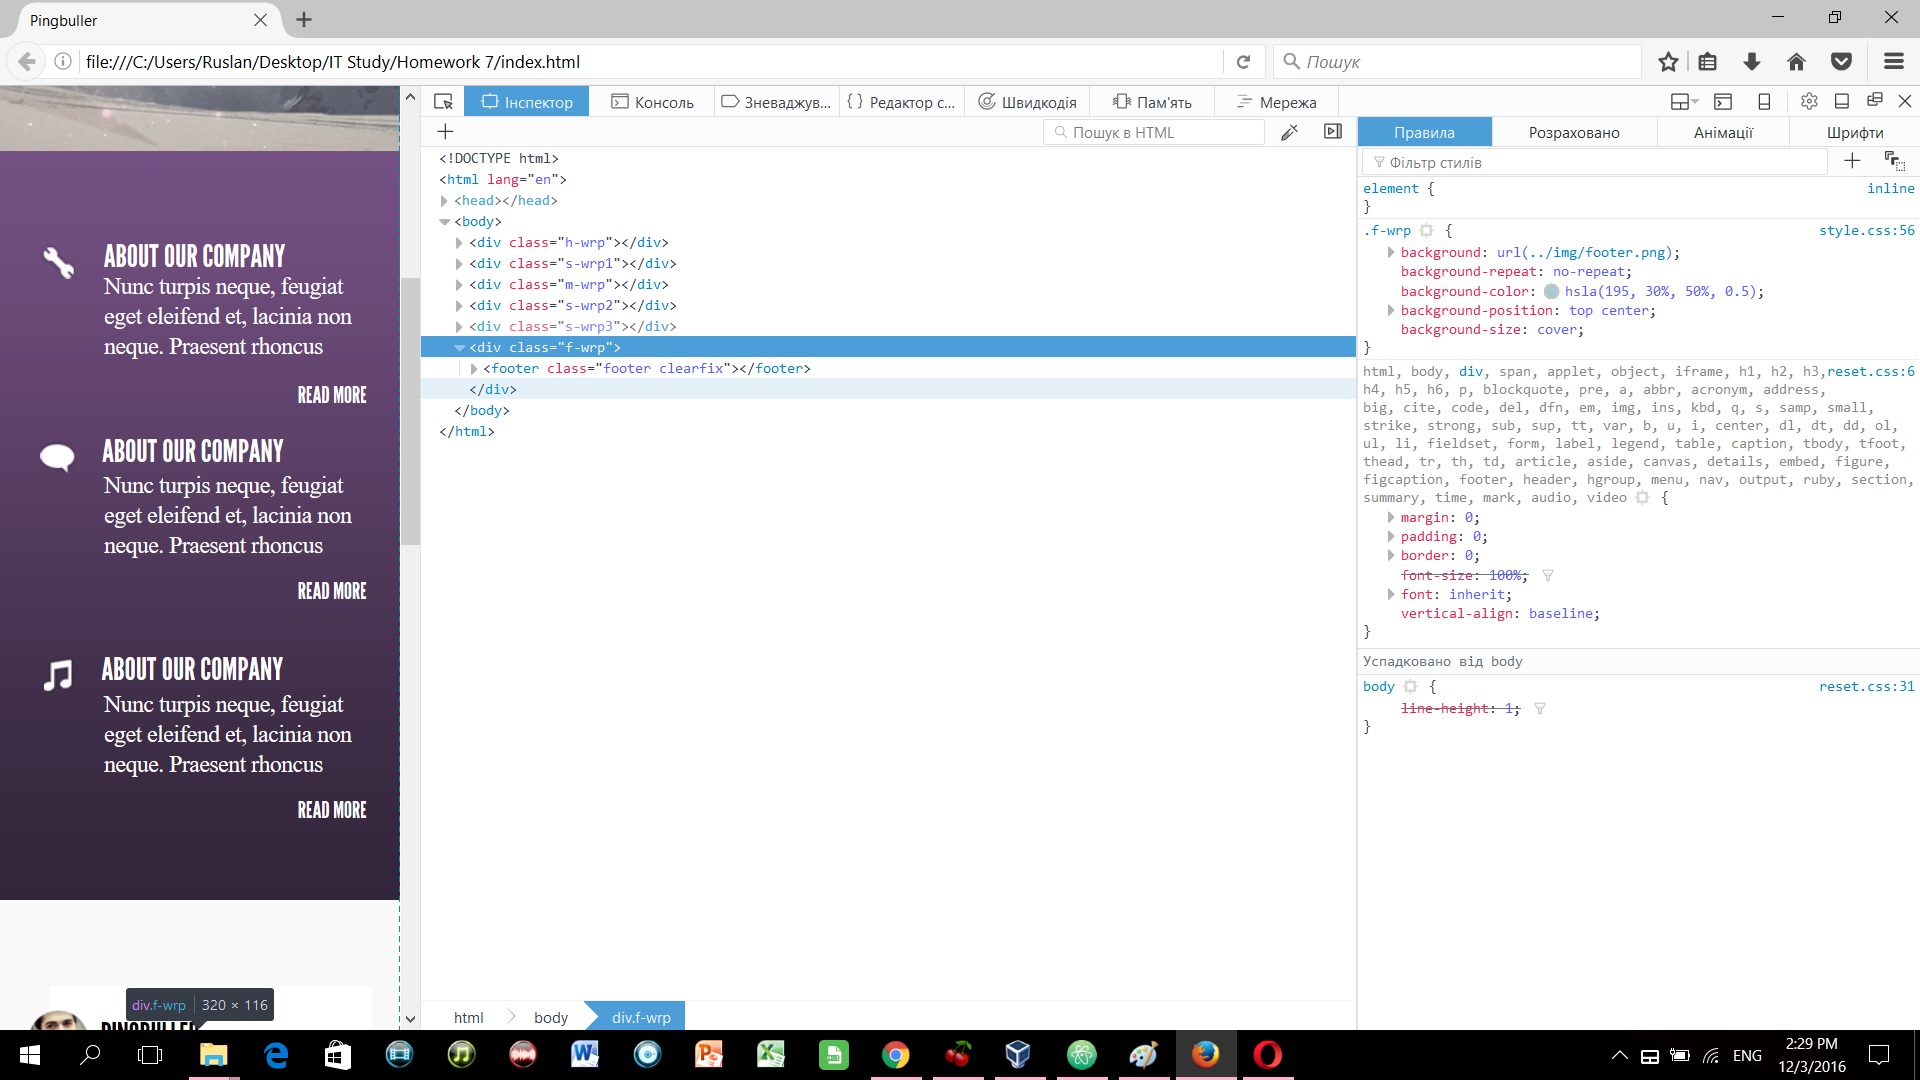 Pingbuller
file:///C:/Users/Ruslan/Desktop/IT Study/Homework 7/index.html
Пошук
Інспектор
Консоль
Зневаджув...
Редактор с...
Швидкодія
Пам'ять
Мережа
Пошук в HTML
Правила
Розраховано
Анімації
Шрифти
Фільтр стилів
ABOUT OUR COMPANY
Nunc turpis neque, feugiat
eget eleifend et, lacinia non
neque. Praesent rhoncus
READ MORE
ABOUT OUR COMPANY
Nunc turpis neque, feugiat
eget eleifend et, lacinia non
neque. Praesent rhoncus
READ MORE
ABOUT OUR COMPANY
Nunc turpis neque, feugiat
eget eleifend et, lacinia non
neque. Praesent rhoncus
READ MORE
div.f-wrp 320 × 116
PINGBULLER
<!DOCTYPE html>
<html lang="en">
<head></head>
<body>
<div class="h-wrp"></div>
<div class="s-wrp1"></div>
<div class="m-wrp"></div>
<div class="s-wrp2"></div>
<div class="s-wrp3"></div>
<div class="f-wrp">
<footer class="footer clearfix"></footer>
</div>
</body>
</html>
html
body
div.f-wrp
element { inline
}
.f-wrp { style.css:56
background: url(../img/footer.png);
background-repeat: no-repeat;
background-color: hsla(195, 30%, 50%, 0.5);
background-position: top center;
background-size: cover;
}
html, body, div, span, applet, object, iframe, h1, h2, h3, reset.css:6
h4, h5, h6, p, blockquote, pre, a, abbr, acronym, address,
big, cite, code, del, dfn, em, img, ins, kbd, q, s, samp, small,
strike, strong, sub, sup, tt, var, b, u, i, center, dl, dt, dd, ol,
ul, li, fieldset, form, label, legend, table, caption, tbody, tfoot,
thead, tr, th, td, article, aside, canvas, details, embed, figure,
figcaption, footer, header, hgroup, menu, nav, output, ruby, section,
summary, time, mark, audio, video {
margin: 0;
padding: 0;
border: 0;
font-size: 100%;
font: inherit;
vertical-align: baseline;
}
Успадковано від body
body { reset.css:31
line-height: 1;
}
ENG
2:29 PM
12/3/2016